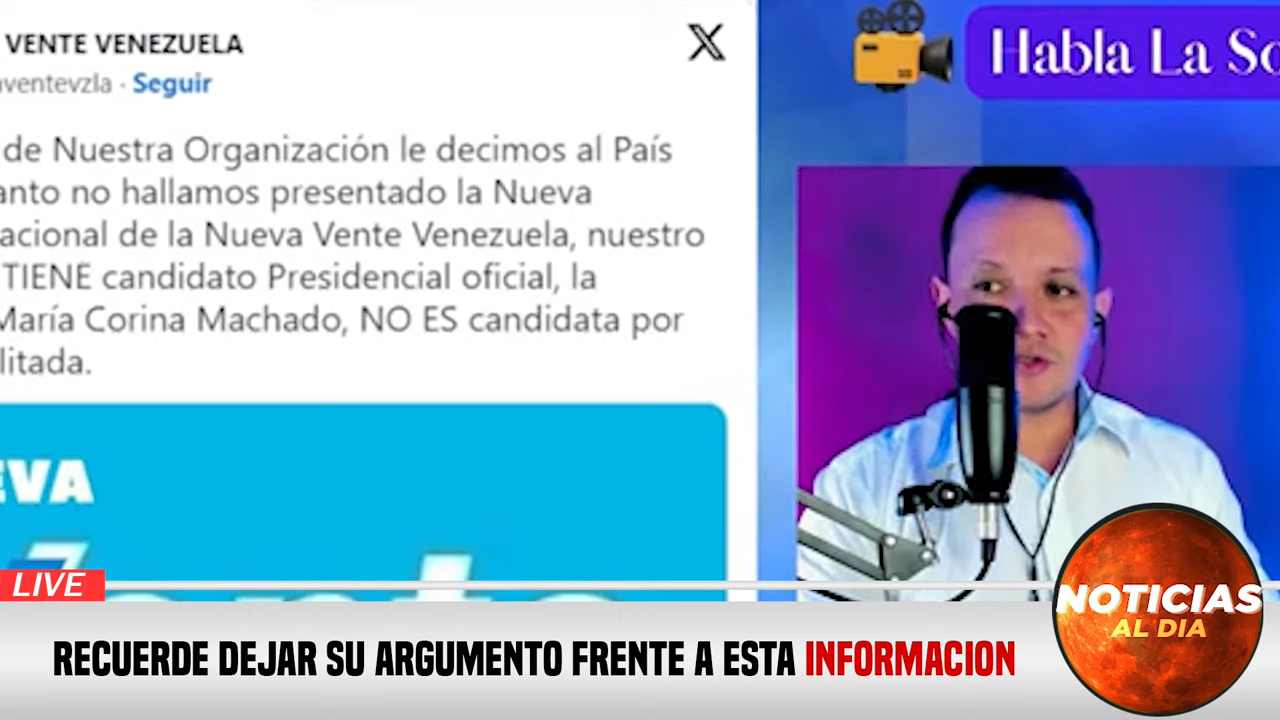 VENTE VENEZUELA
ventevzla · Seguir
de Nuestra Organización le decimos al País
anto no hallamos presentado la Nueva
acional de la Nueva Vente Venezuela, nuestro
TIENE candidato Presidencial oficial, la
María Corina Machado, NO ES candidata por
litada.
EVA
Habla La So
LIVE
RECUERDE DEJAR SU ARGUMENTO FRENTE A ESTA INFORMACION
NOTICIAS
AL DIA